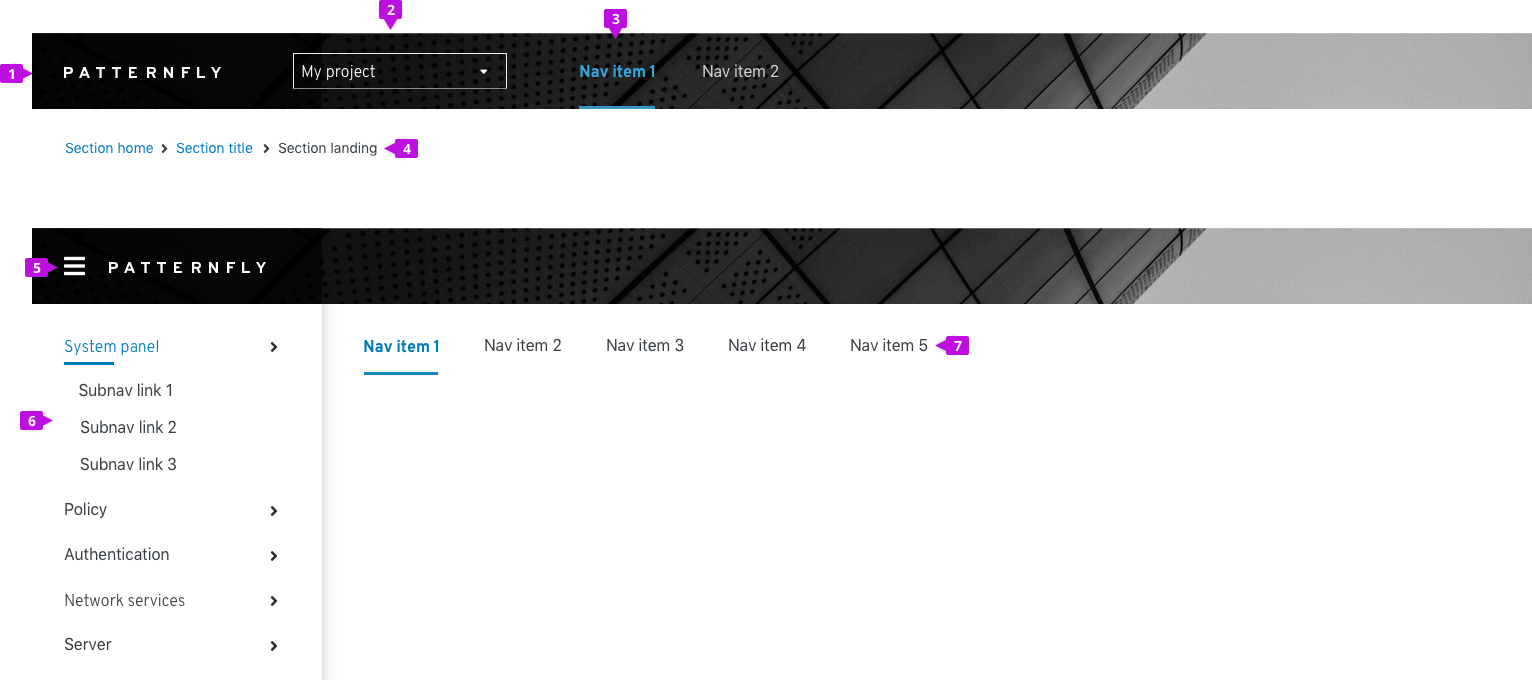 2
3
1 PATTERNFLY My project Nav item 1 Nav item 2
Section home > Section title > Section landing 4
5 PATTERNFLY
System panel > Nav item 1 Nav item 2 Nav item 3 Nav item 4 Nav item 5 7
Subnav link 1
6 Subnav link 2
Subnav link 3
Policy >
Authentication >
Network services >
Server >